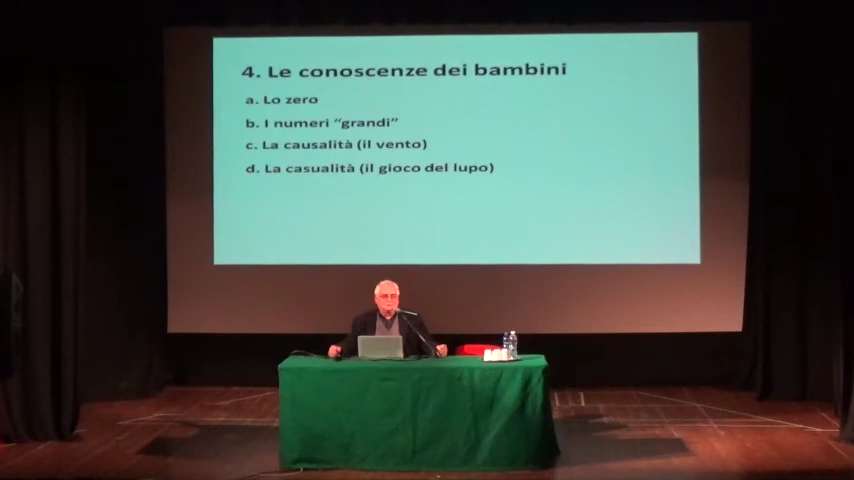 4. Le conoscenze dei bambini
a. Lo zero
b. I numeri “grandi”
c. La causalità (il vento)
d. La casualità (il gioco del lupo)